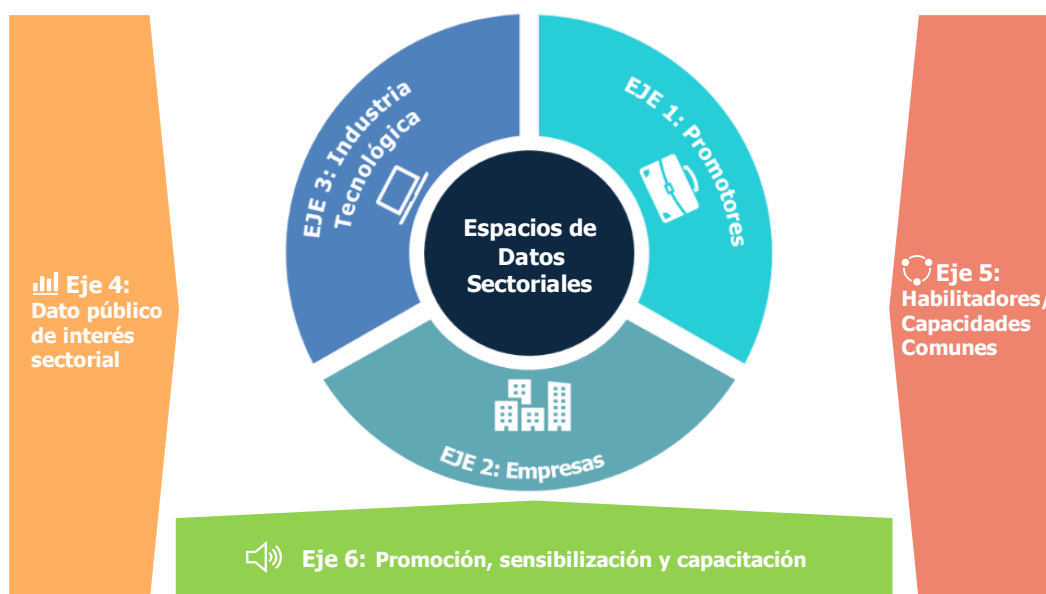 EJE 3: Industria
Tecnológica
EJE 1: Promotores
Espacios de
Datos
Sectoriales
EJE 2: Empresas
Eje 4:
Dato público
de interés
sectorial
Eje 5:
Habilitadores/
Capacidades
Comunes
Eje 6: Promoción, sensibilización y capacitación